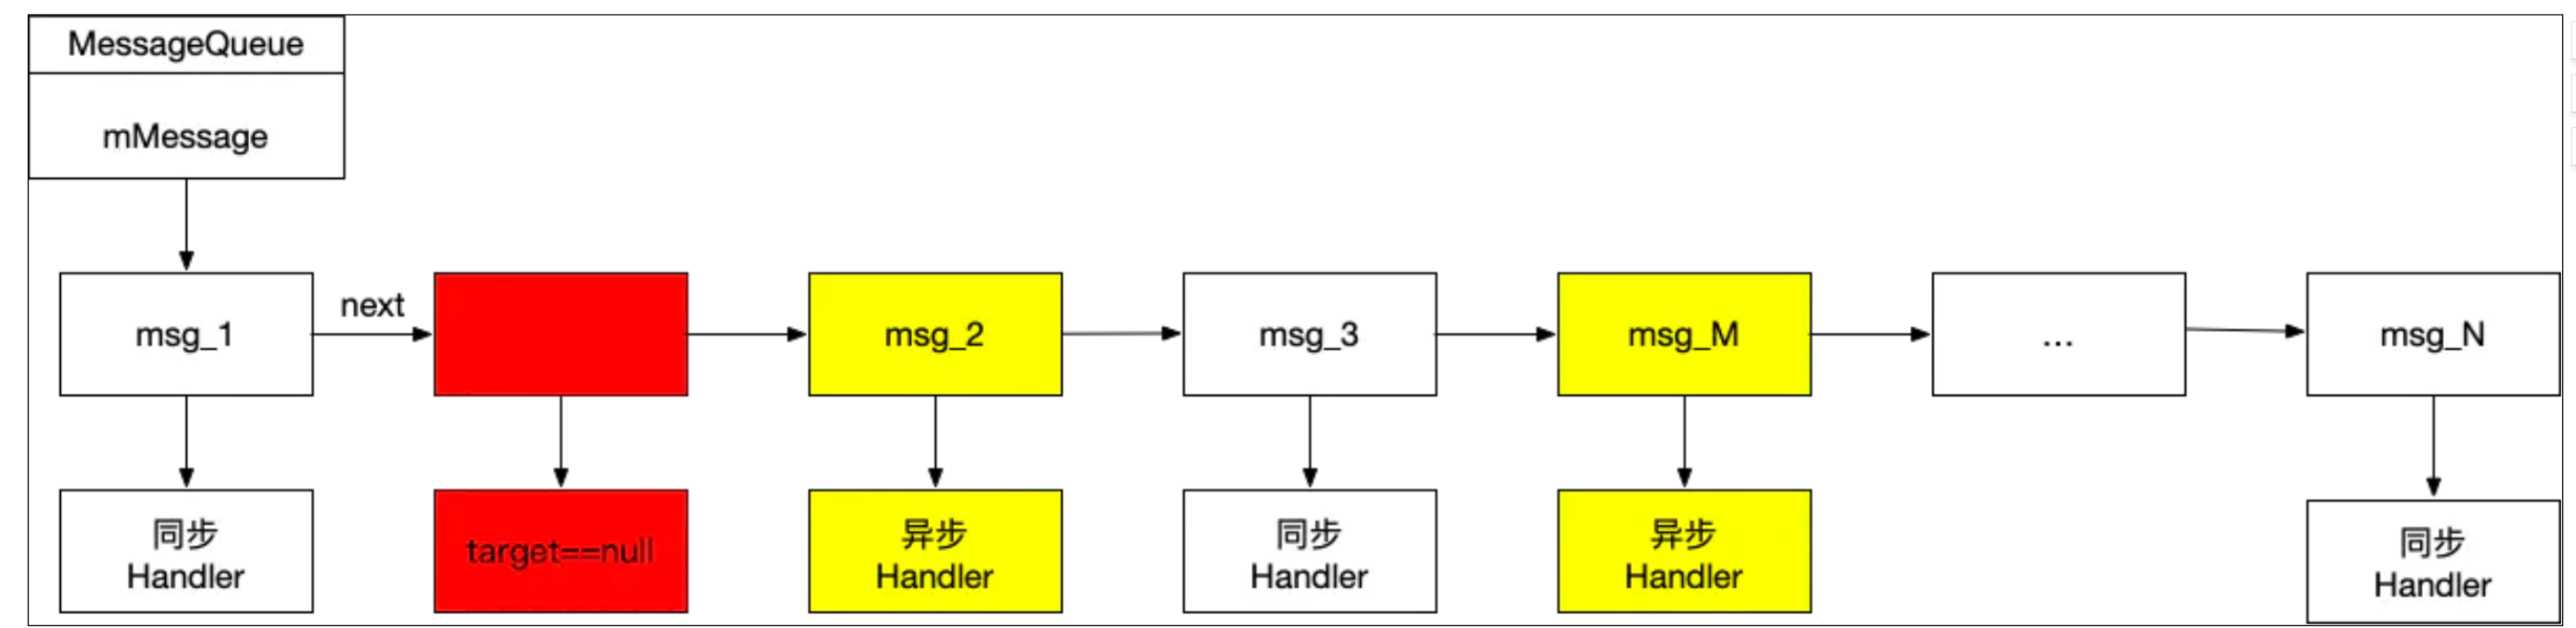 MessageQueue
mMessage
next
msg_1
msg_2
msg_3
msg_M
...
msg_N
同步
Handler
target==null
异步
Handler
同步
Handler
异步
Handler
同步
Handler